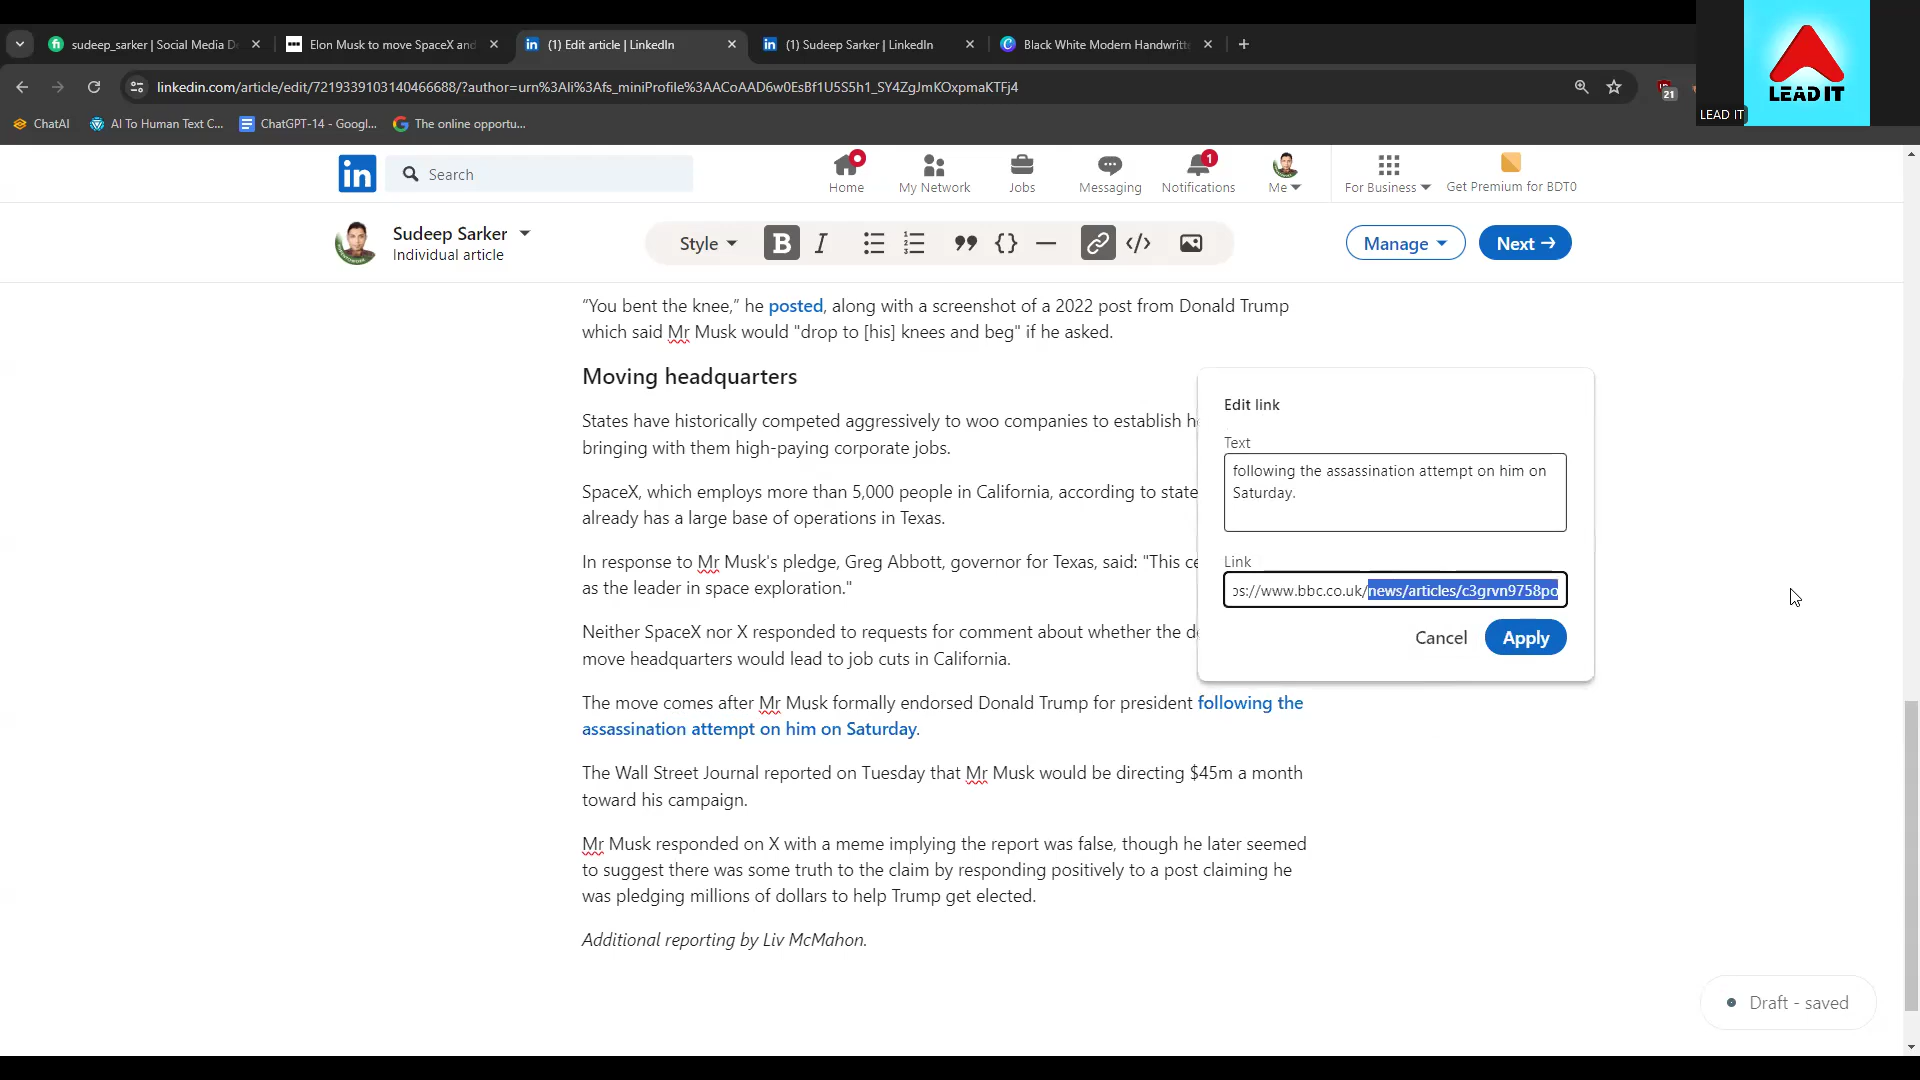 sudeep_sarker | Social Media D
Elon Musk to move SpaceX and
(1) Edit article | LinkedIn
(1) Sudeep Sarker | LinkedIn
Black White Modern Handwritt
linkedin.com/article/edit/7219339103140466688/?author=urn%3Ali%3Afs_miniProfile%3AACoAAD6w0EsBf1U5S5h1_SY4ZgJmKOxpmaKTFj4
21
LEAD IT
LEAD IT
ChatAI
AI To Human Text C...
ChatGPT-14 - Googl...
The online opportu...
in
Search
Home
My Network
Jobs
Messaging
1
Notifications
Me
For Business
Get Premium for BDT0
Sudeep Sarker
Individual article
Style
B
I
Manage
Next →
“You bent the knee,” he posted, along with a screenshot of a 2022 post from Donald Trump
which said Mr Musk would "drop to [his] knees and beg" if he asked.
Moving headquarters
States have historically competed aggressively to woo companies to establish h
bringing with them high-paying corporate jobs.
SpaceX, which employs more than 5,000 people in California, according to state
already has a large base of operations in Texas.
In response to Mr Musk's pledge, Greg Abbott, governor for Texas, said: "This ce
as the leader in space exploration."
Neither SpaceX nor X responded to requests for comment about whether the de
move headquarters would lead to job cuts in California.
The move comes after Mr Musk formally endorsed Donald Trump for president following the
assassination attempt on him on Saturday.
The Wall Street Journal reported on Tuesday that Mr Musk would be directing $45m a month
toward his campaign.
Mr Musk responded on X with a meme implying the report was false, though he later seemed
to suggest there was some truth to the claim by responding positively to a post claiming he
was pledging millions of dollars to help Trump get elected.
Additional reporting by Liv McMahon.
Edit link
Text
following the assassination attempt on him on
Saturday.
Link
ps://www.bbc.co.uk/news/articles/c3grvn9758po
Cancel
Apply
Draft - saved